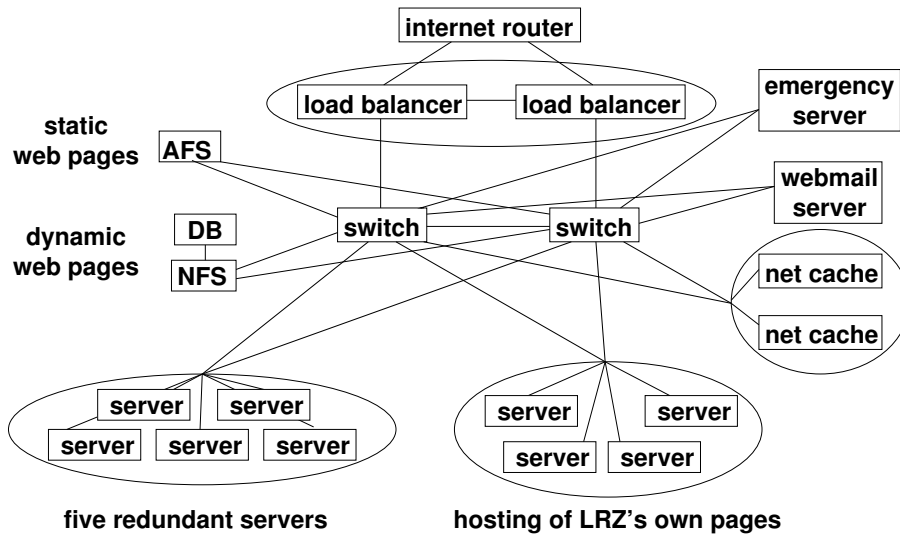 internet router
load balancer
load balancer
emergency
server
static
web pages
AFS
webmail
server
dynamic
web pages
DB
NFS
switch
switch
net cache
net cache
server
server
server
server
server
server
server
server
server
five redundant servers
hosting of LRZ's own pages